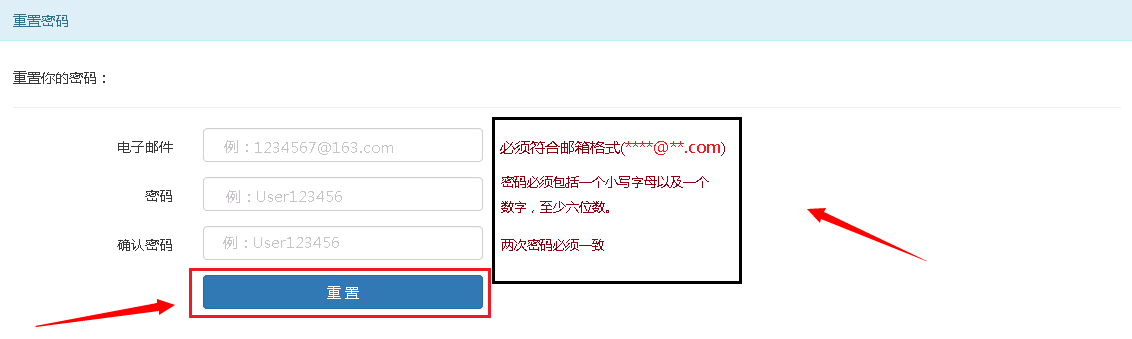 重置密码
重置你的密码：
电子邮件
例：1234567@163.com
必须符合邮箱格式(****@**.com)
密码
例：User123456
密码必须包括一个小写字母以及一个
数字，至少六位数。
确认密码
例：User123456
两次密码必须一致
重 置